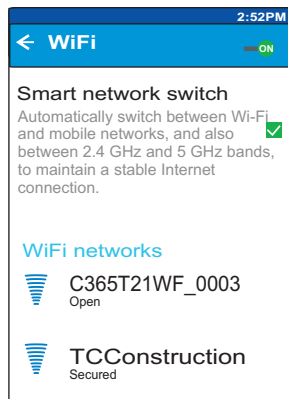 2:52PM
WiFi
ON
Smart network switch
Automatically switch between Wi-Fi
and mobile networks, and also
between 2.4 GHz and 5 GHz bands,
to maintain a stable Internet
connection.
WiFi networks
C365T21WF_0003
Open
TCConstruction
Secured